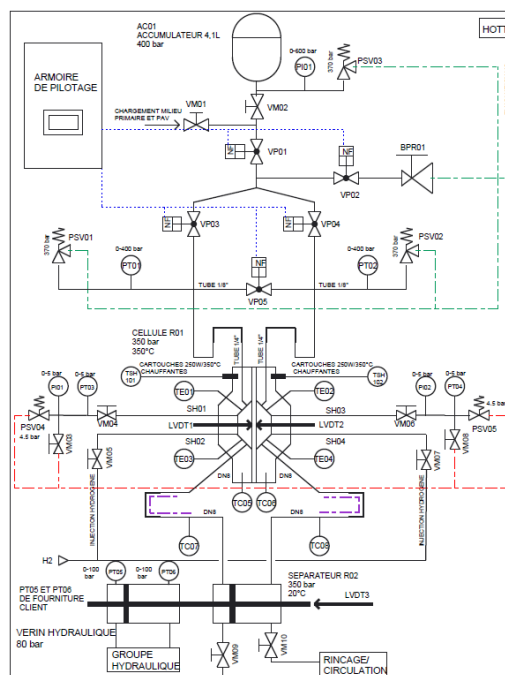 AC01
ACCUMULATEUR 4,1L
400 bar
HOTT
0-600 bar
PI01
370 bar
PSV03
ARMOIRE
DE PILOTAGE
VM01
VM02
CHARGEMENT MILIEU
PRIMAIRE ET PAV
NF
VP01
NF
BPR01
VP02
NF
VP03
NF
VP04
PSV01
370 bar
0-400 bar
PT01
NF
0-400 bar
PT02
PSV02
370 bar
TUBE 1/8"
VP05
TUBE 1/8"
CELLULE R01
350 bar
350°C
TUBE 1/4"
TUBE 1/4"
CARTOUCHES 250W/350°C
CHAUFFANTES
CARTOUCHES 250W/350°C
CHAUFFANTES
TSH
101
TSH
102
0-5 bar
0-5 bar
PI01
PT03
TE01
TE02
0-5 bar
0-5 bar
PI02
PT04
4.5 bar
PSV04
4.5 bar
VM03
VM04
SH01
SH03
VM06
VM08
PSV05
LVDT1
LVDT2
SH02
SH04
VM05
TE03
TE04
VM07
DN8
TC05
TC06
DN8
DN8
INJECTION HYDROGENE
INJECTION HYDROGENE
TC07
TC08
H2
0-100
bar
PT05
0-100
bar
PT06
PT05 ET PT06
DE FOURNITURE
CLIENT
SEPARATEUR R02
350 bar
20°C
LVDT3
VERIN HYDRAULIQUE
80 bar
GROUPE
HYDRAULIQUE
VM09
VM10
RINCAGE/
CIRCULATION